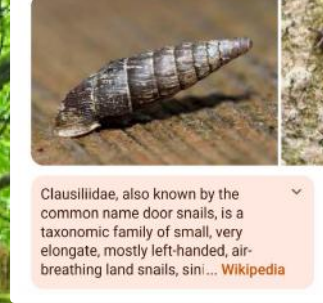 Clausiliidae, also known by the
common name door snails, is a
taxonomic family of small, very
elongate, mostly left-handed, air-
breathing land snails, sini... Wikipedia